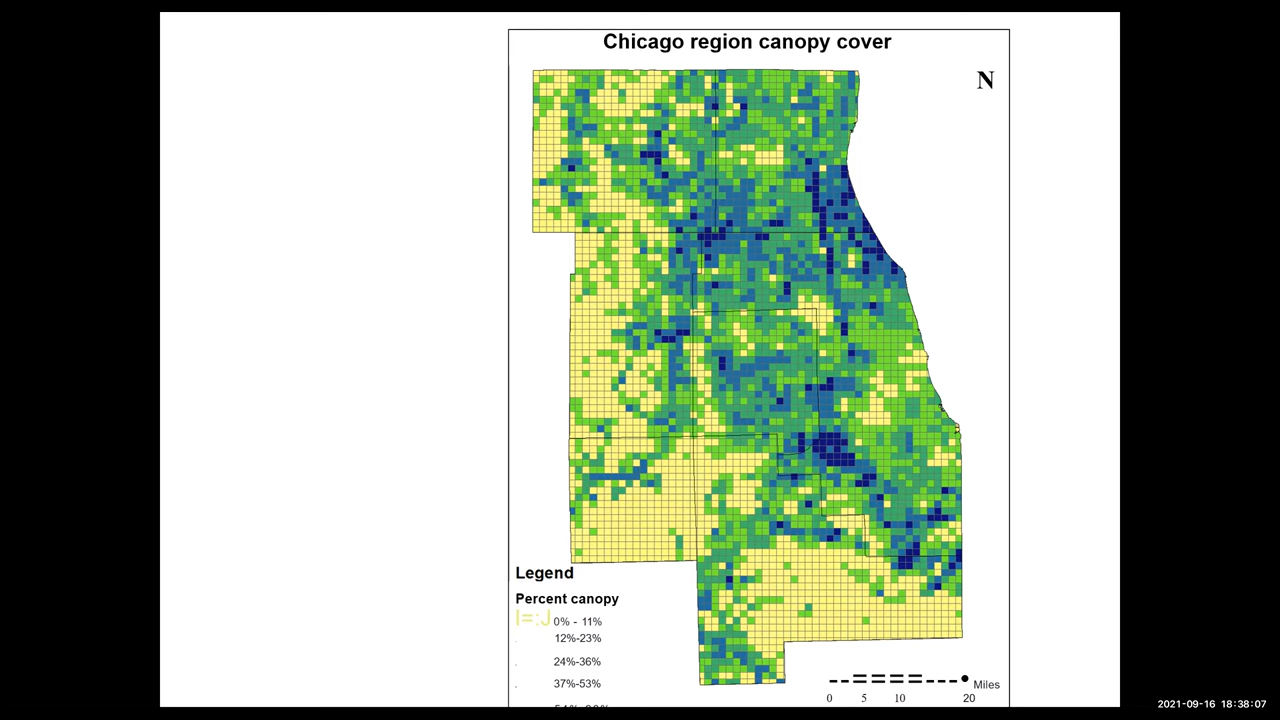 Chicago region canopy cover
N
Legend
Percent canopy
0% - 11%
12%-23%
24%-36%
37%-53%
Miles
0 5 10 20
2021-09-16 18:38:07